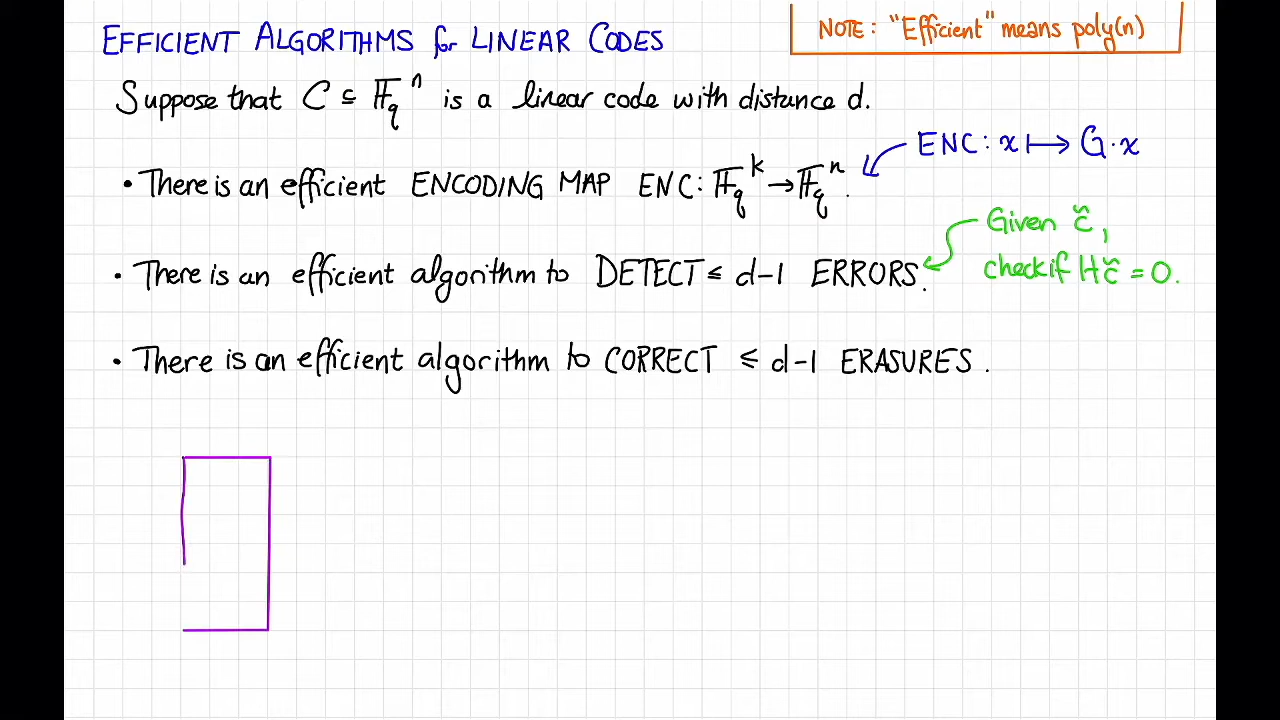 EFFICIENT ALGORITHMS for LINEAR CODES
NOTE: "Efficient" means poly(n)
Suppose that C ⊆ 𝔽_q^n is a linear code with distance d.
• There is an efficient ENCODING MAP ENC: 𝔽_q^k → 𝔽_q^n.
ENC: x ↦ G·x
• There is an efficient algorithm to DETECT ≤ d-1 ERRORS.
Given c̃,
check if Hc̃ = 0.
• There is an efficient algorithm to CORRECT ≤ d-1 ERASURES.